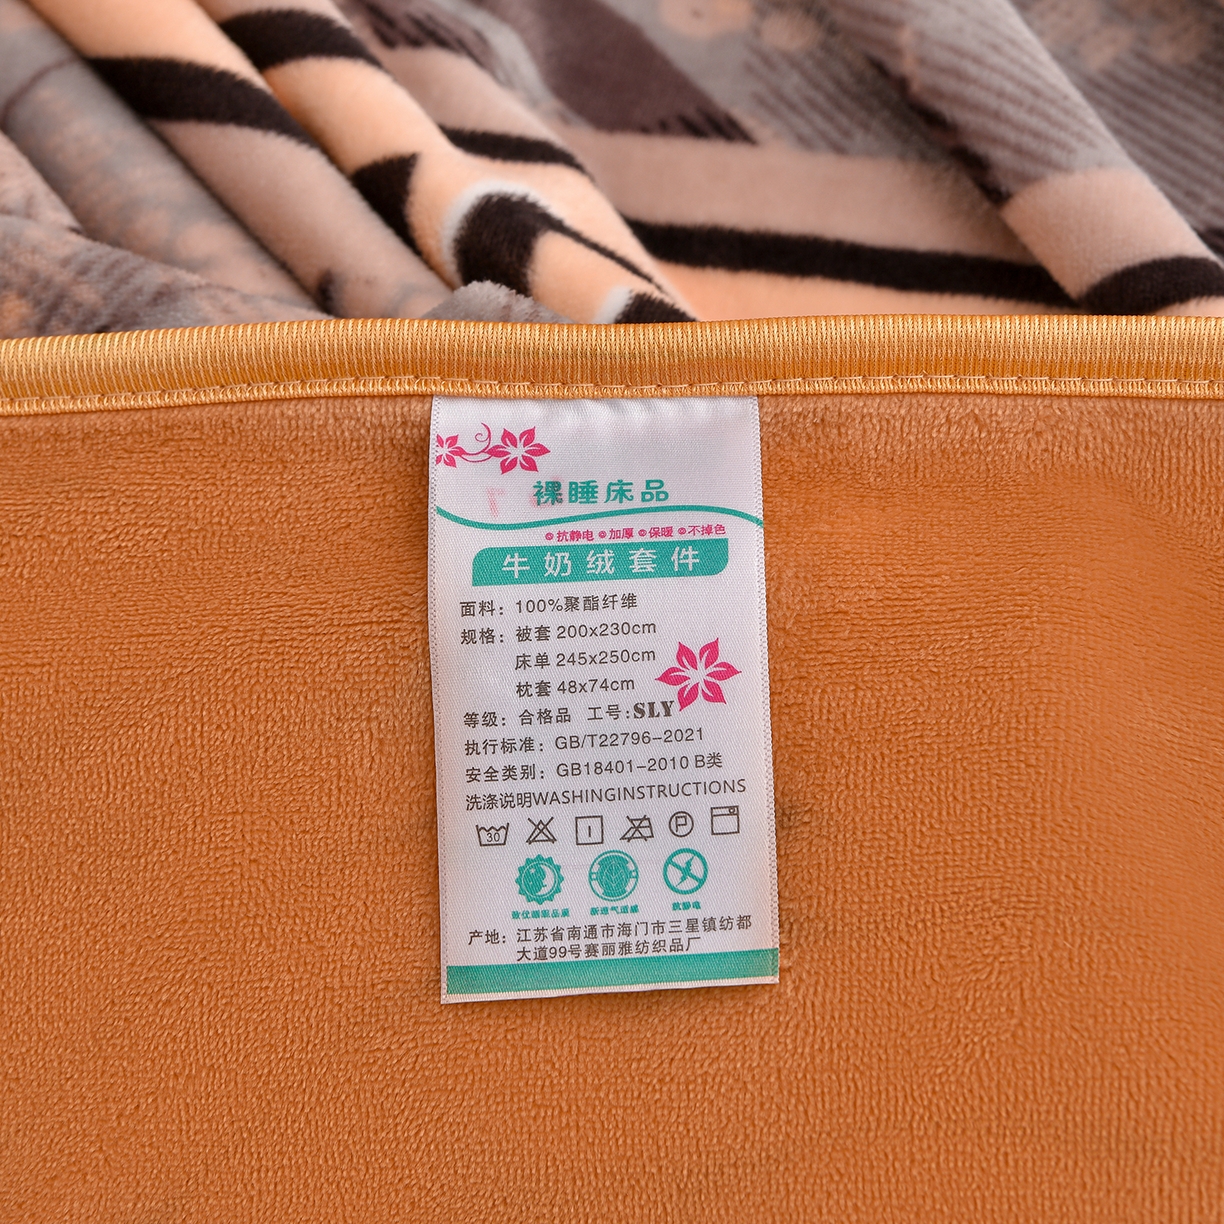 裸睡床品
抗静电 加厚 保暖 不掉色
牛奶绒套件
面料：100%聚酯纤维
规格：被套 200x230cm
床单 245x250cm
枕套 48x74cm
等级：合格品 工号:SLY
执行标准：GB/T22796-2021
安全类别：GB18401-2010 B类
洗涤说明WASHINGINSTRUCTIONS
30 P
抗静电
产地：江苏省南通市海门市三星镇纺都
大道99号赛丽雅纺织品厂